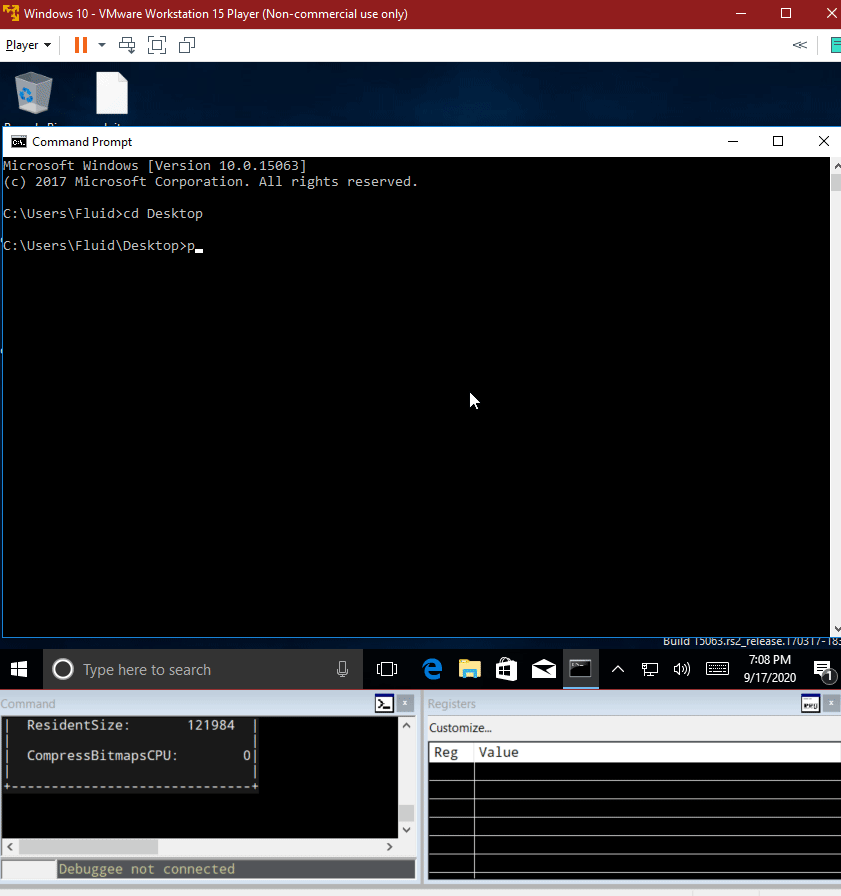 Windows 10 - VMware Workstation 15 Player (Non-commercial use only)
Player
Command Prompt
Microsoft Windows [Version 10.0.15063]
(c) 2017 Microsoft Corporation. All rights reserved.
C:\Users\Fluid>cd Desktop
C:\Users\Fluid\Desktop>p_
Build 15063.rs2_release.170317-183
Type here to search
7:08 PM
9/17/2020
1
Command
Registers
Customize...
| ResidentSize: 121984 |
| CompressBitmapsCPU: 0|
+-------------------------------+
Reg Value
Debuggee not connected